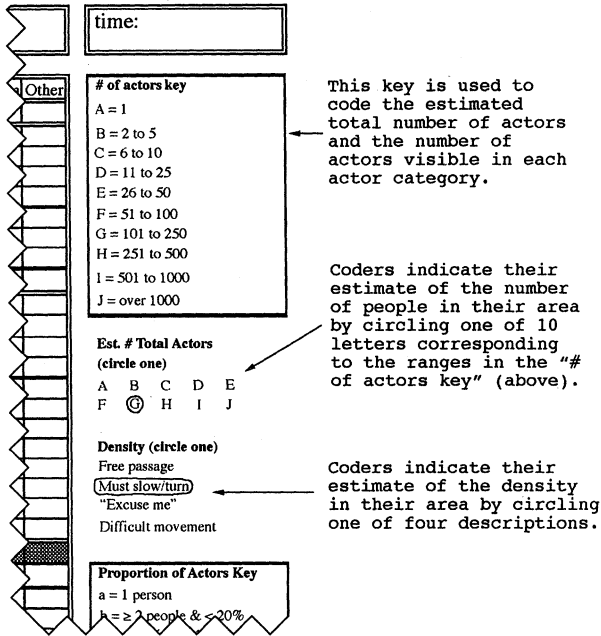 time:
Other
# of actors key
A = 1
B = 2 to 5
C = 6 to 10
D = 11 to 25
E = 26 to 50
F = 51 to 100
G = 101 to 250
H = 251 to 500
I = 501 to 1000
J = over 1000
This key is used to
code the estimated
total number of actors
and the number of
actors visible in each
actor category.
Est. # Total Actors
(circle one)
A B C D E
F G H I J
Coders indicate their
estimate of the number
of people in their area
by circling one of 10
letters corresponding
to the ranges in the "#
of actors key" (above).
Density (circle one)
Free passage
Must slow/turn
"Excuse me"
Difficult movement
Coders indicate their
estimate of the density
in their area by circling
one of four descriptions.
Proportion of Actors Key
a = 1 person
b = ≥ 2 people & < 20%